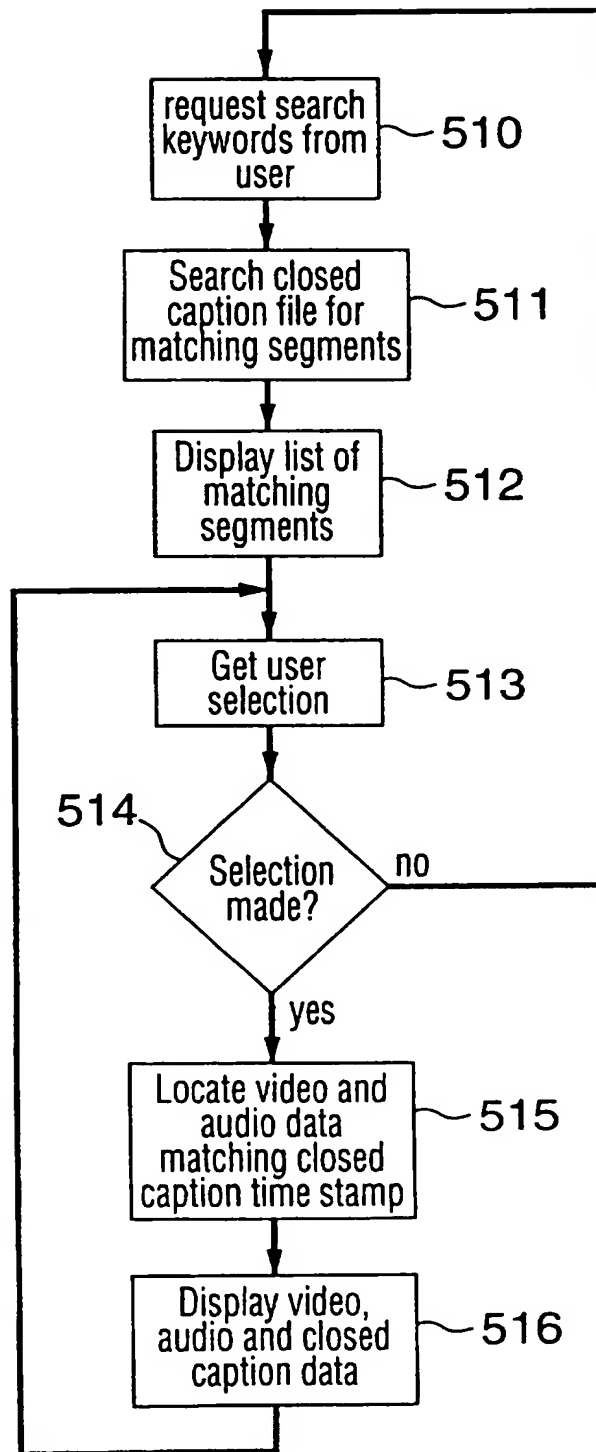 request search
keywords from
user
510
Search closed
caption file for
matching segments
511
Display list of
matching
segments
512
Get user
selection
513
514
Selection
made?
no
yes
Locate video and
audio data
matching closed
caption time stamp
515
Display video,
audio and closed
caption data
516